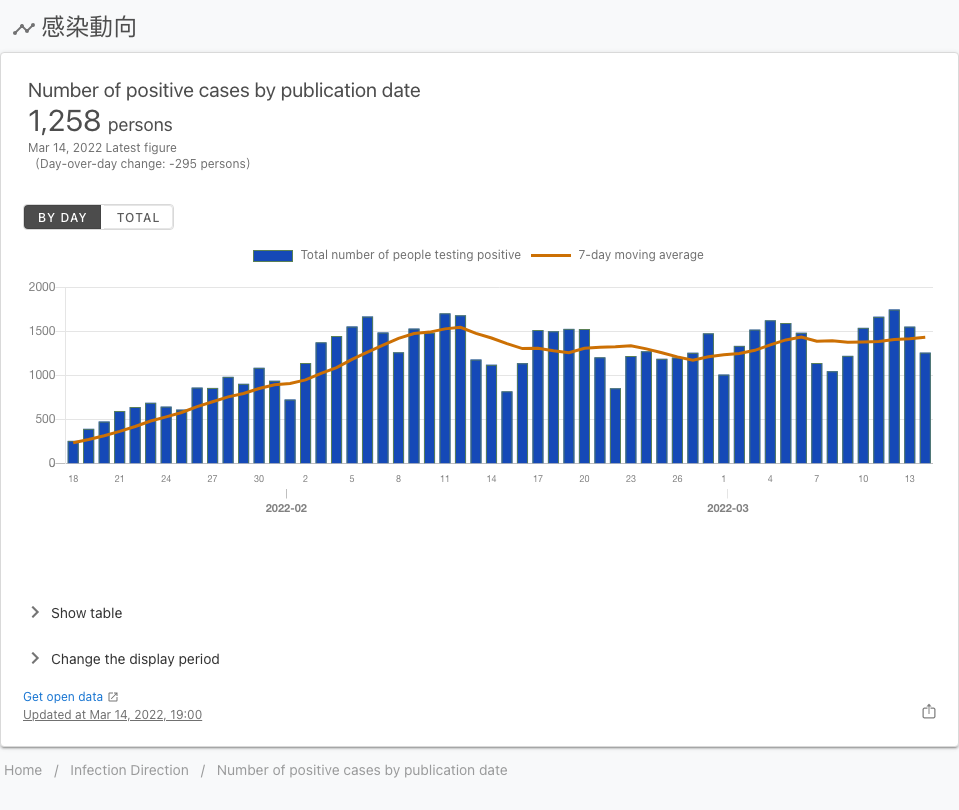 感染動向
Number of positive cases by publication date
1,258 persons
Mar 14, 2022 Latest figure
(Day-over-day change: -295 persons)
BY DAY TOTAL
Total number of people testing positive 7-day moving average
2000
1500
1000
500
0
18 21 24 27 30 2 5 8 11 14 17 20 23 26 1 4 7 10 13
2022-02 2022-03
Show table
Change the display period
Get open data
Updated at Mar 14, 2022, 19:00
Home / Infection Direction / Number of positive cases by publication date